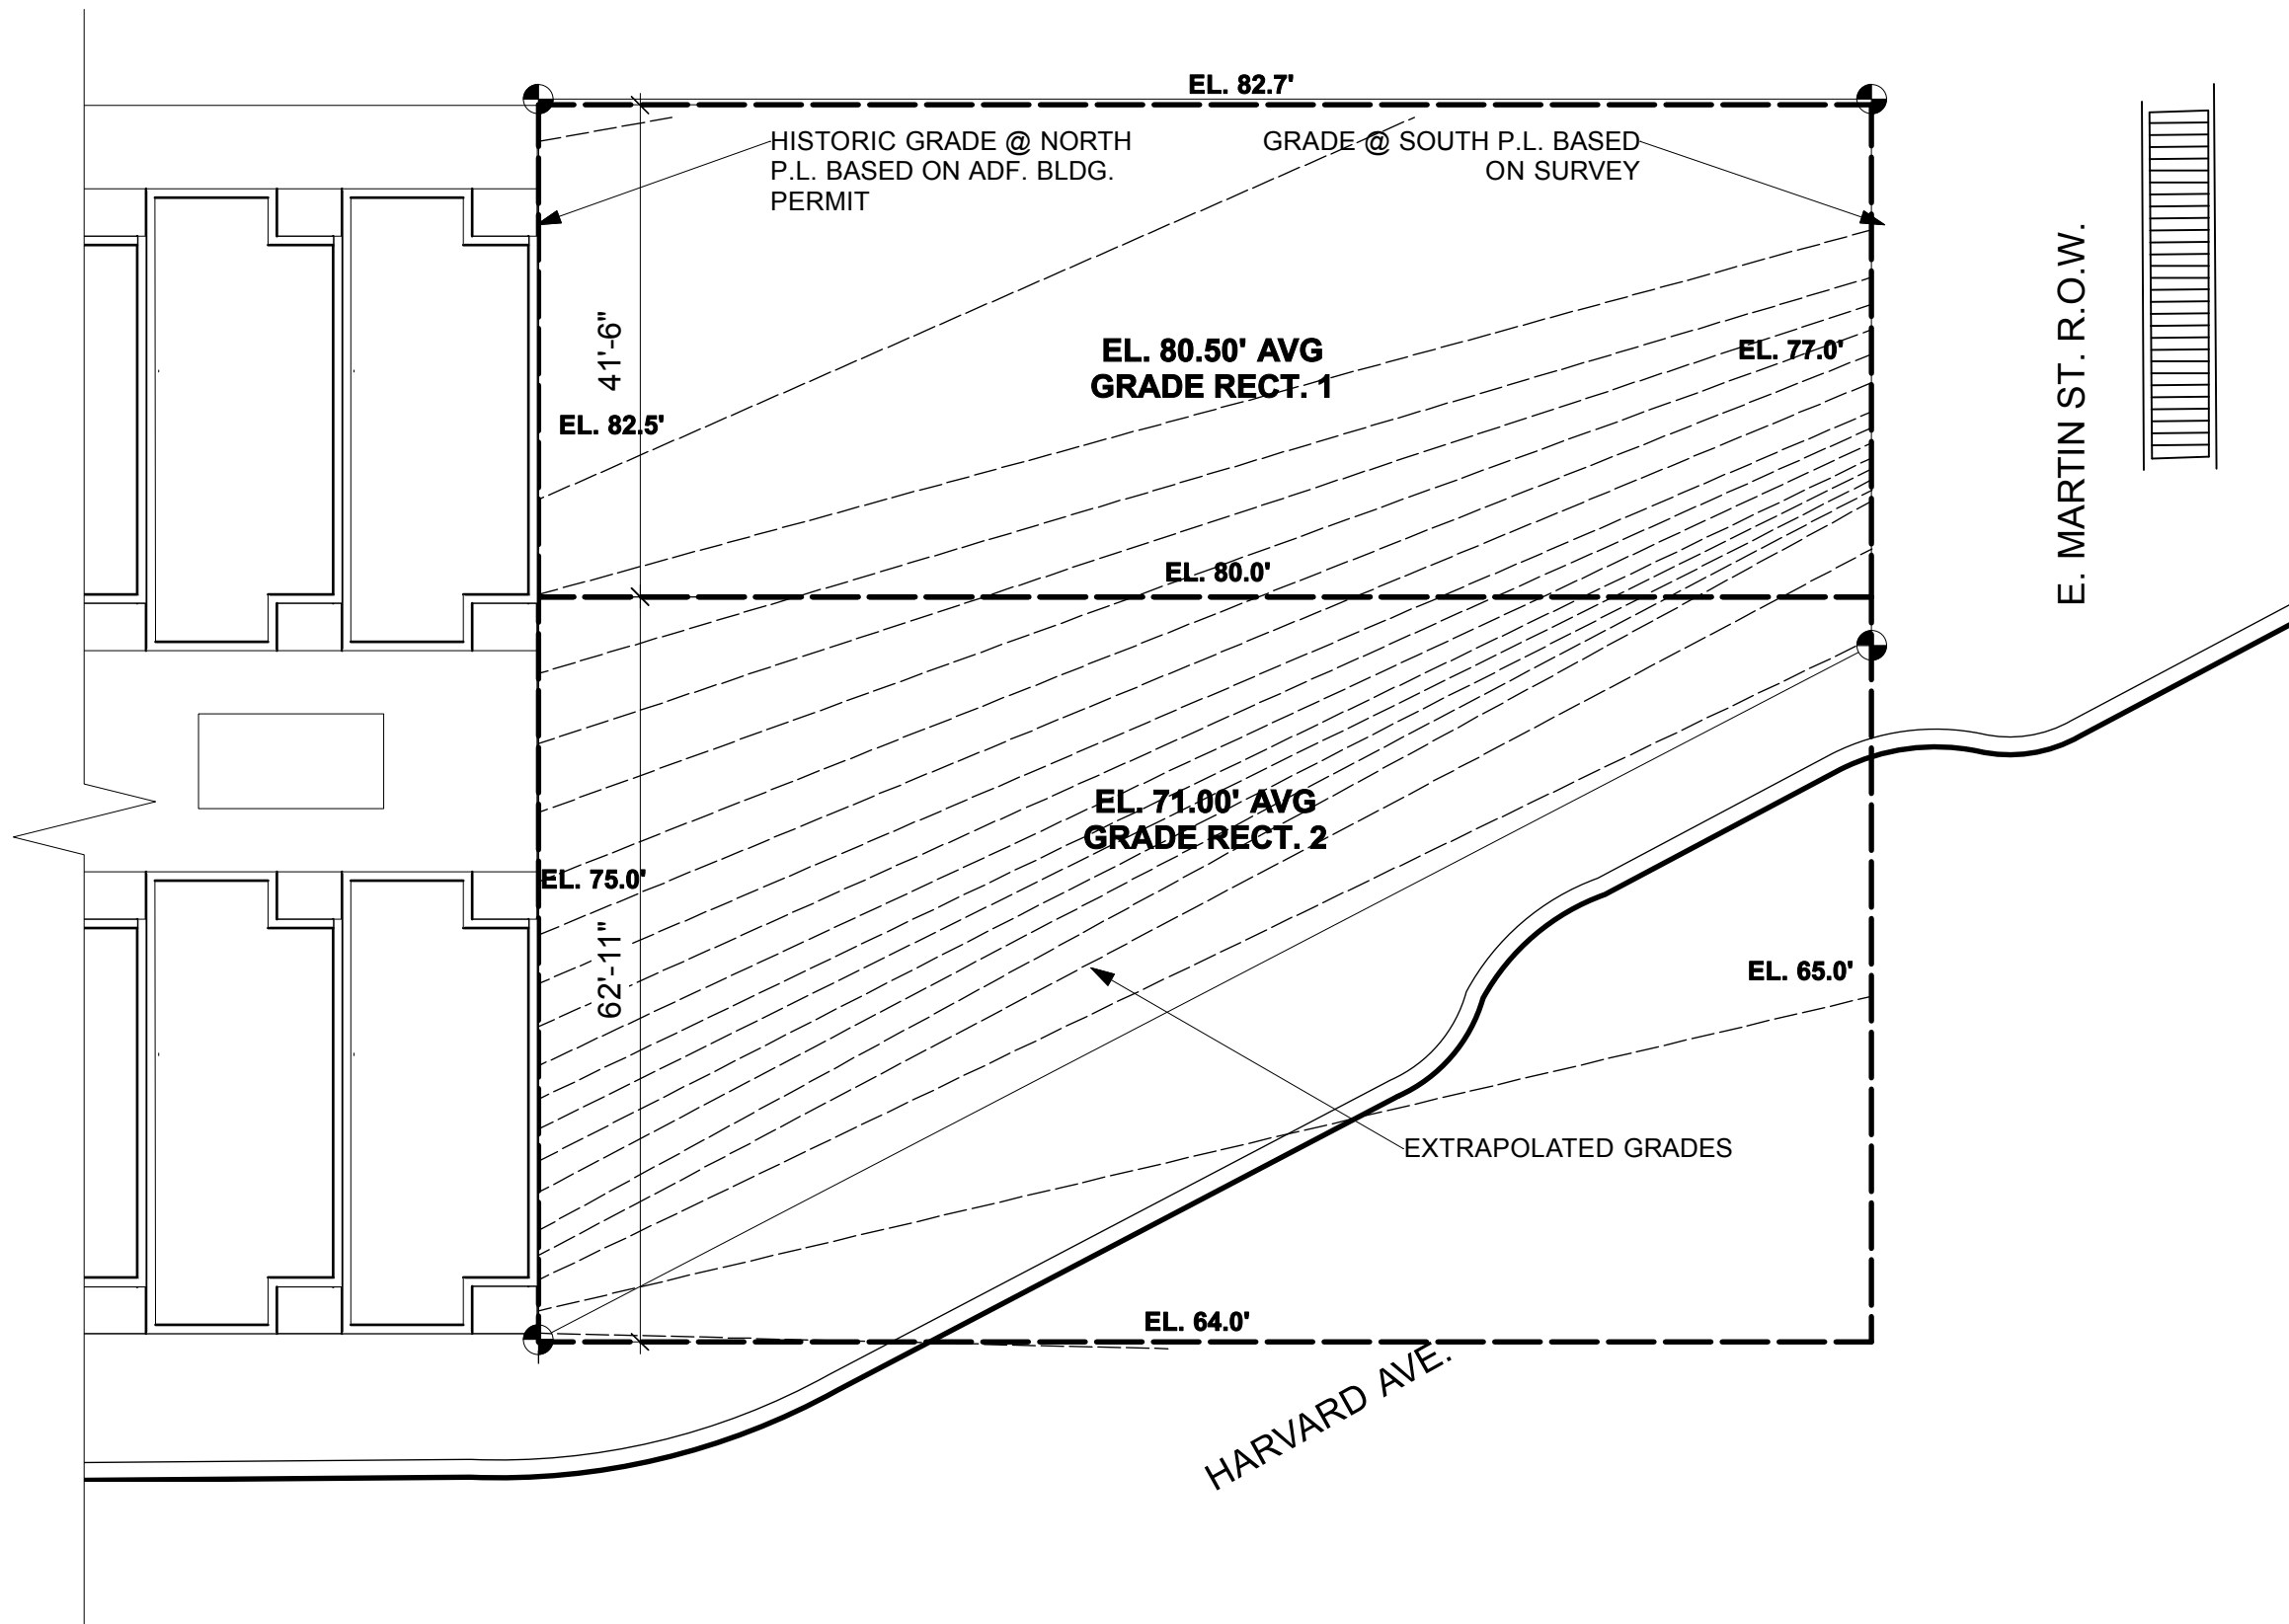 EL. 82.7'
HISTORIC GRADE @ NORTH
P.L. BASED ON ADF. BLDG.
PERMIT
GRADE @ SOUTH P.L. BASED
ON SURVEY
E. MARTIN ST. R.O.W.
41'-6"
EL. 80.50' AVG
GRADE RECT. 1
EL. 77.0'
EL. 82.5'
EL. 80.0'
EL. 71.00' AVG
GRADE RECT. 2
EL. 75.0'
62'-11"
EL. 65.0'
EXTRAPOLATED GRADES
EL. 64.0'
HARVARD AVE.